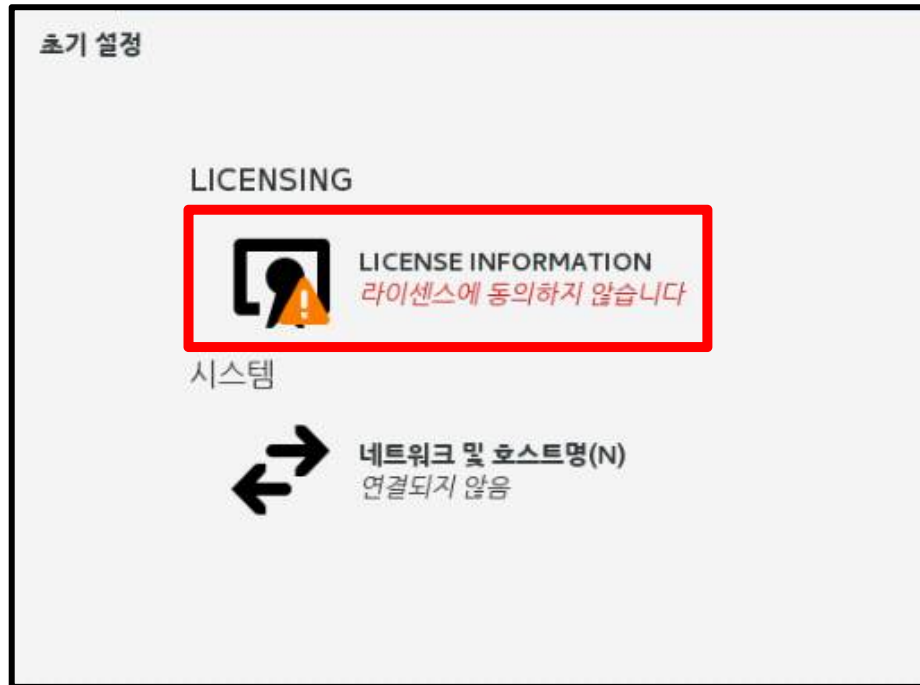 초기 설정
LICENSING
LICENSE INFORMATION
라이센스에 동의하지 않습니다
시스템
네트워크 및 호스트명(N)
연결되지 않음